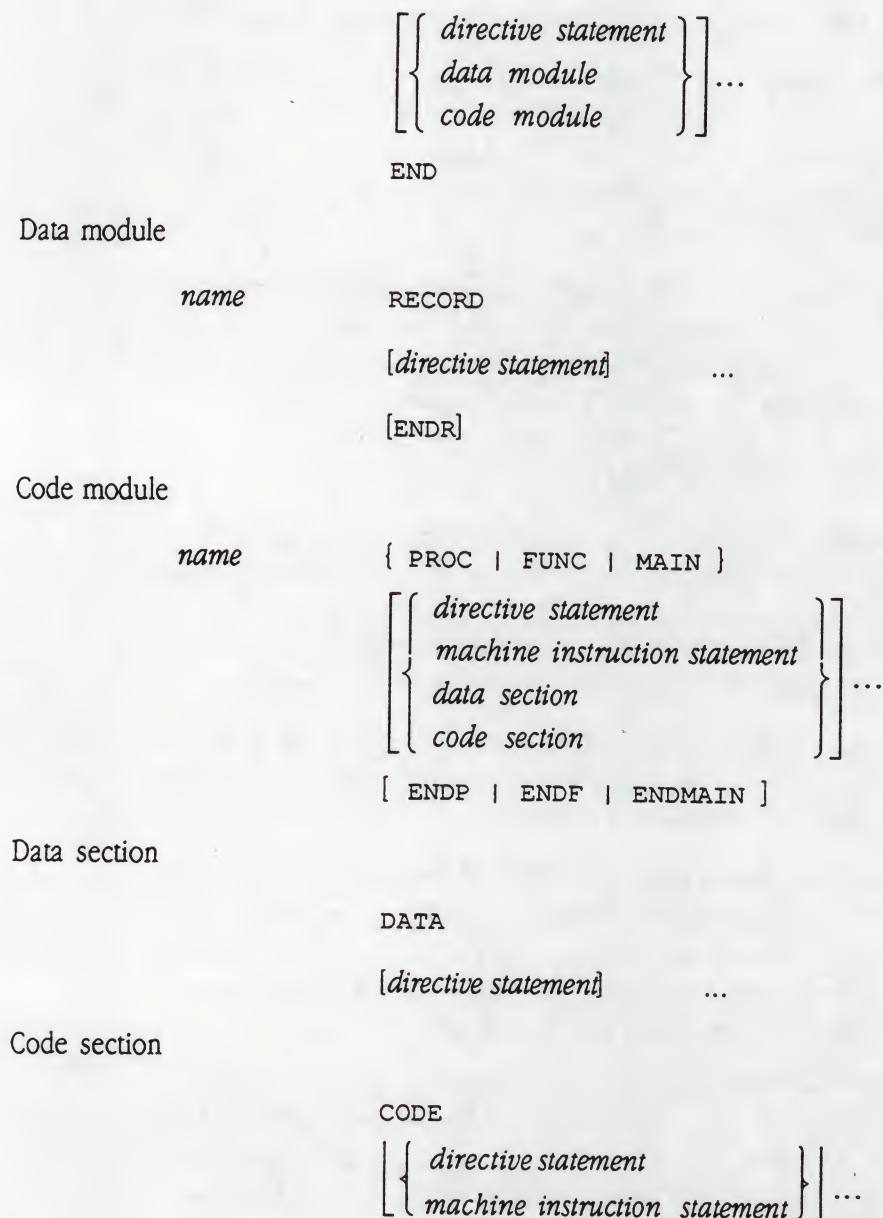 directive statement
data module ...
code module
END
Data module
name RECORD
[directive statement] ...
[ENDR]
Code module
name { PROC | FUNC | MAIN }
directive statement
machine instruction statement
data section ...
code section
[ ENDP | ENDF | ENDMAIN ]
Data section
DATA
[directive statement] ...
Code section
CODE
directive statement
machine instruction statement ...